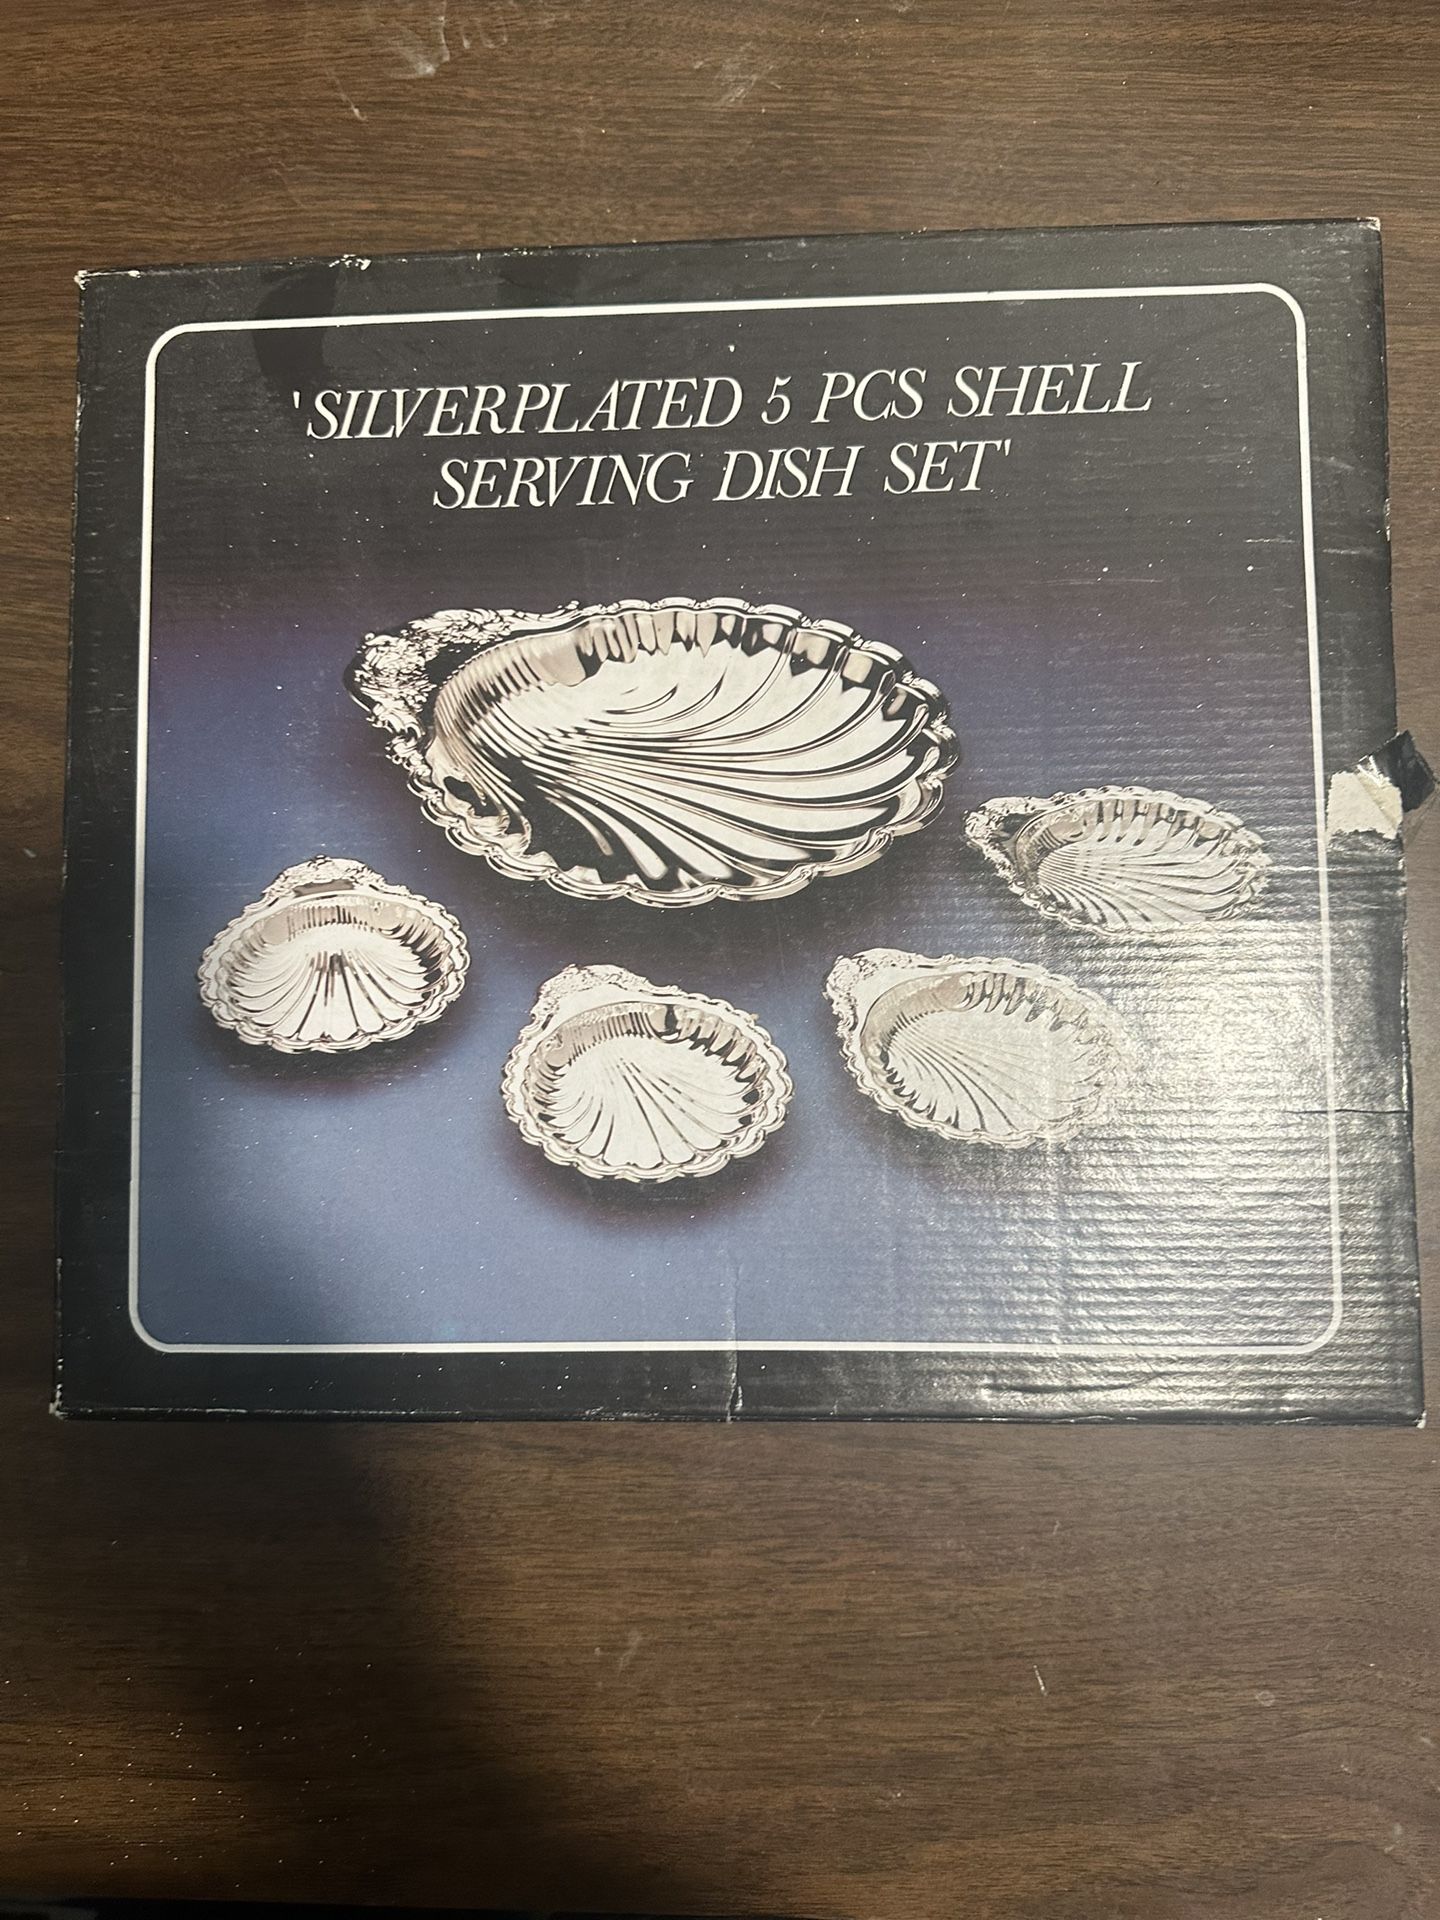 'SILVERPLATED 5 PCS SHELL
SERVING DISH SET'